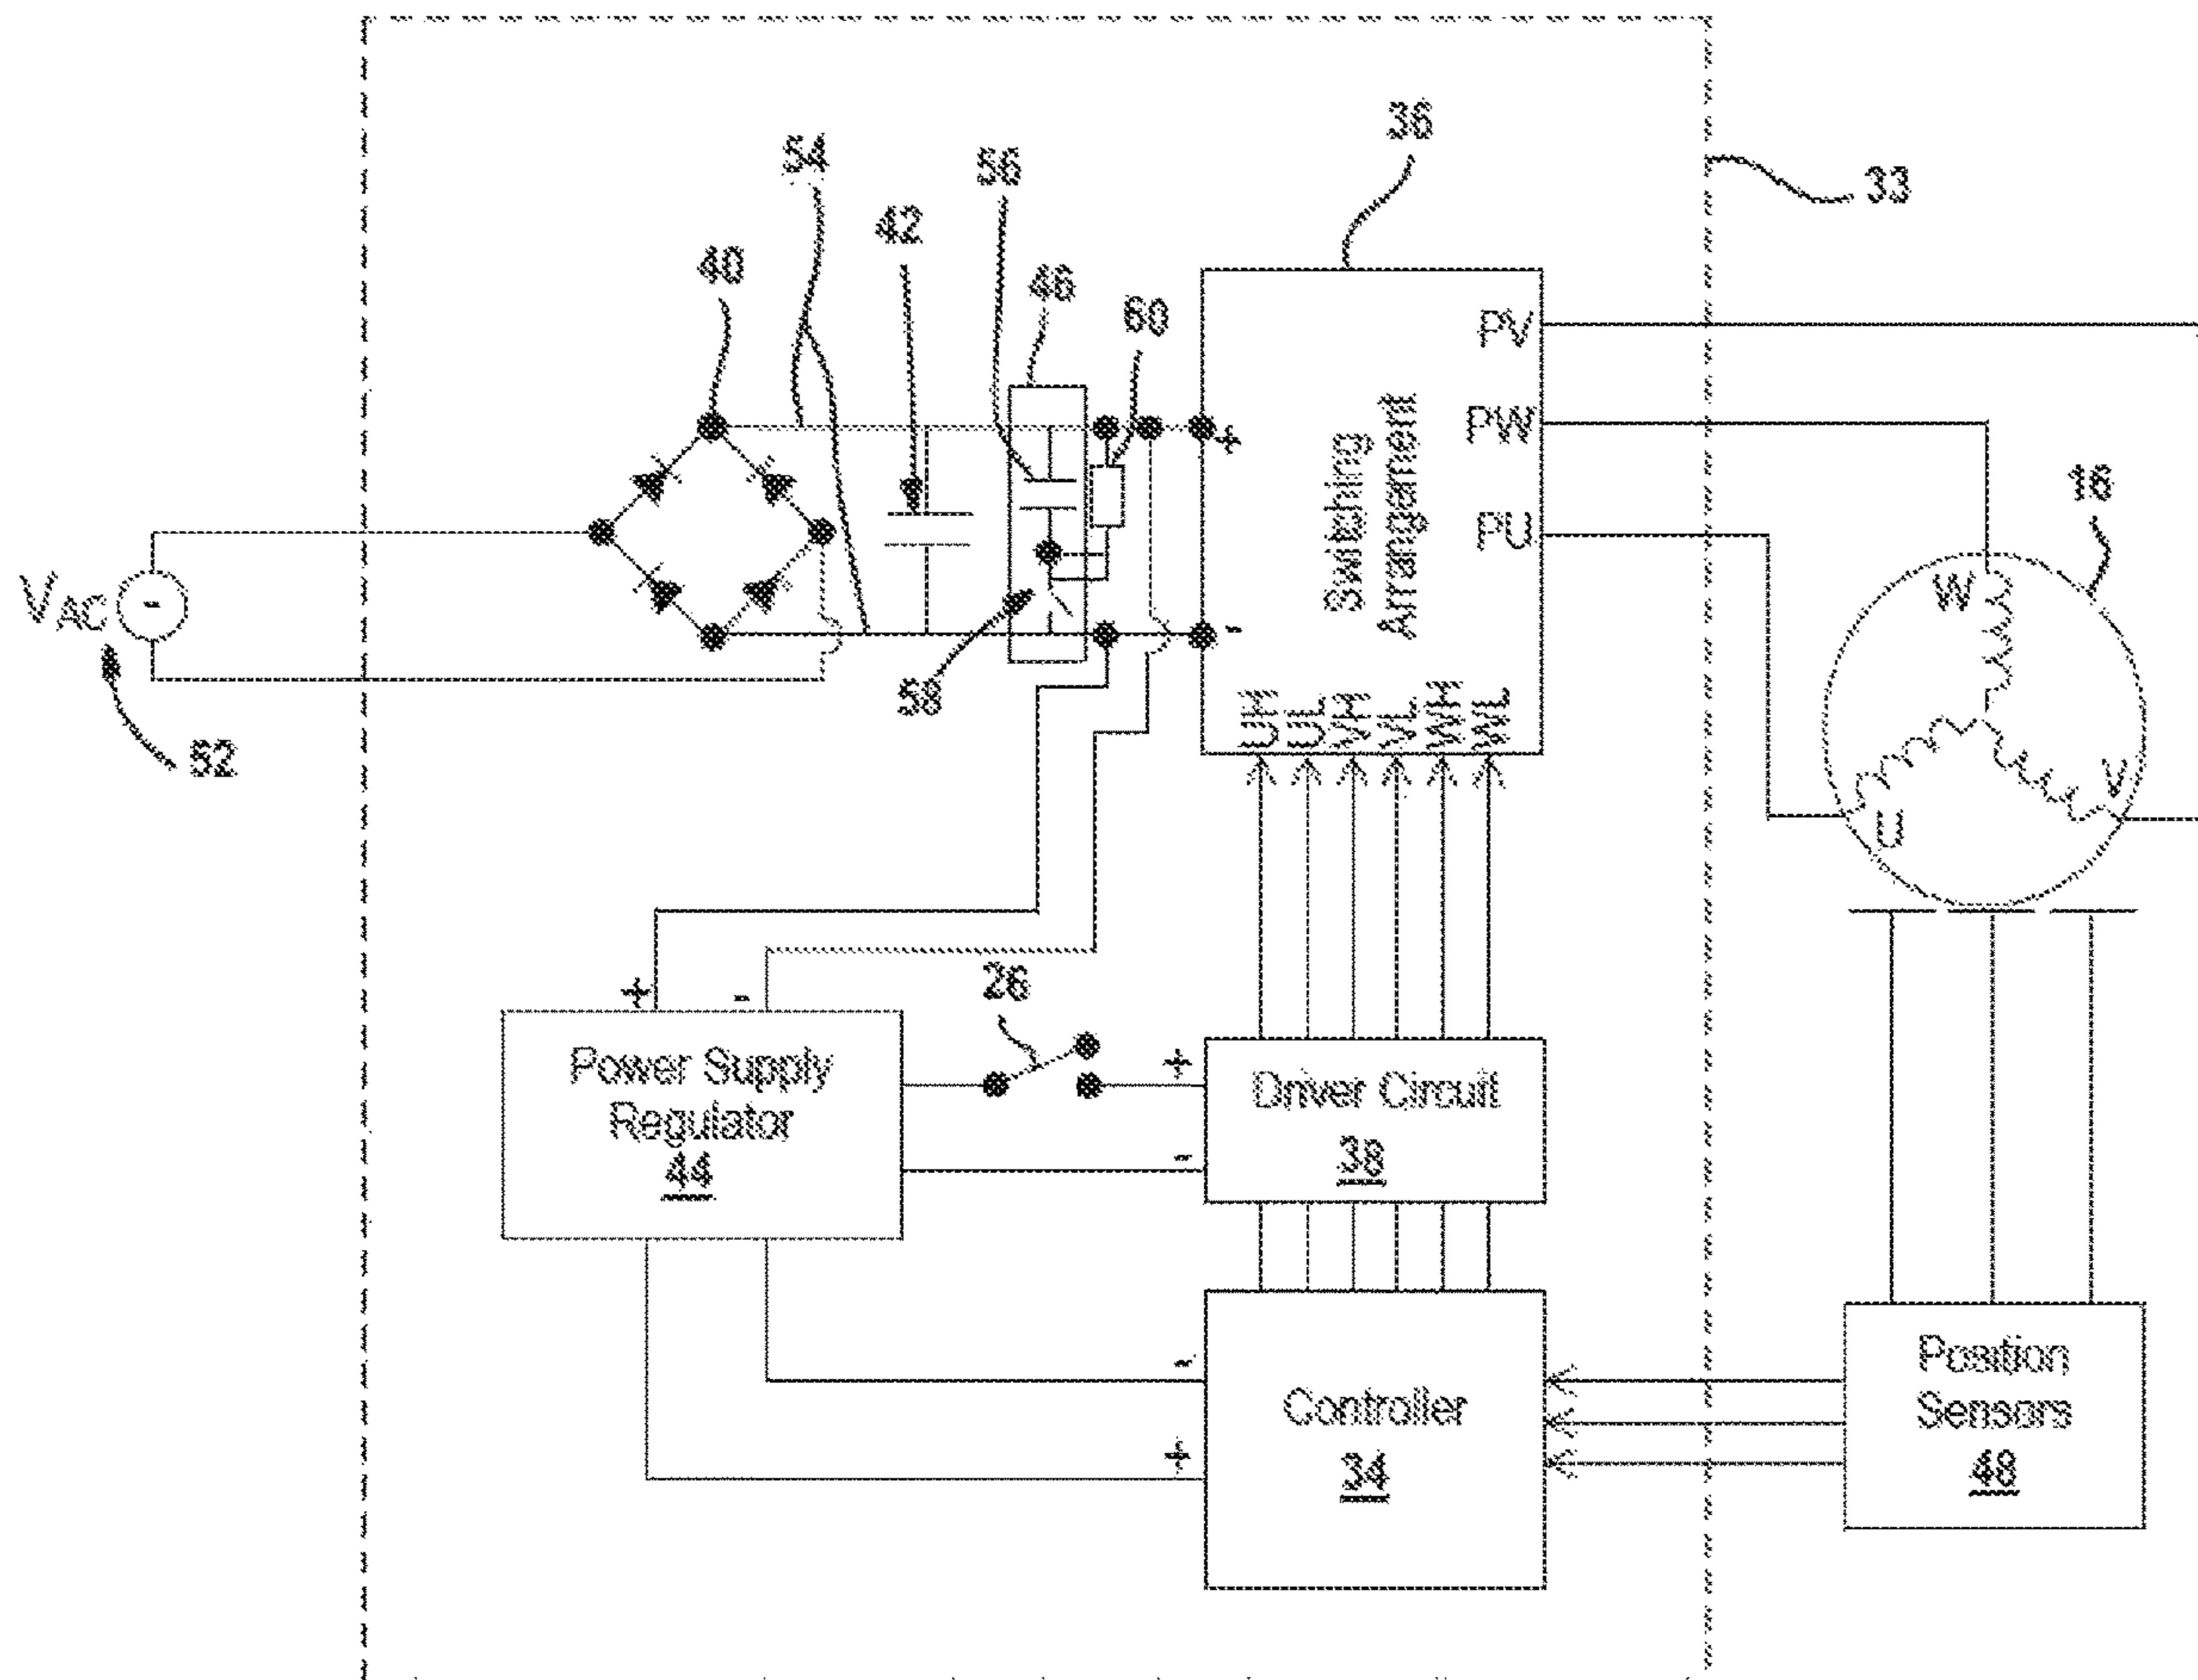 36
54
56
33
42
40
46
60
PV
PW
Switching
Arrangement
16
PU
+
W
VAC
-
-
58
UH
UL
VH
VL
WH
WL
52
V
U
26
+
-
Power Supply
Regulator
44
+
Driver Circuit
38
-
-
Position
Sensors
48
Controller
34
+